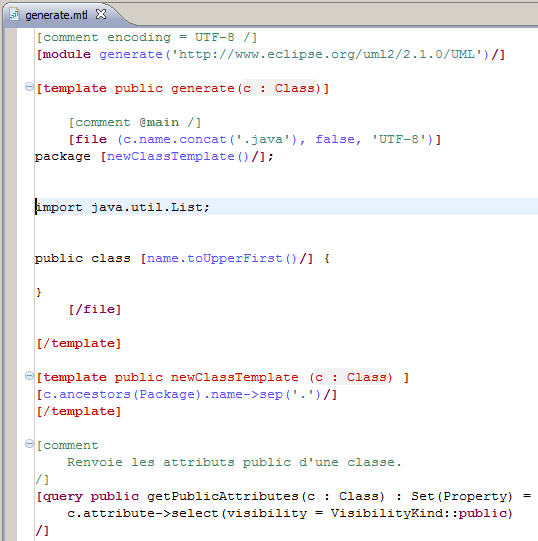 generate.mtl
[comment encoding = UTF-8 /]
[module generate('http://www.eclipse.org/uml2/2.1.0/UML')/]
[template public generate(c : Class)]
[comment @main /]
[file (c.name.concat('.java'), false, 'UTF-8')]
package [newClassTemplate()/];
import java.util.List;
public class [name.toUpperFirst()/] {
}
[/file]
[/template]
[template public newClassTemplate (c : Class) ]
[c.ancestors(Package).name->sep('.')/]
[/template]
[comment
Renvoie les attributs public d'une classe.
/]
[query public getPublicAttributes(c : Class) : Set(Property) =
c.attribute->select(visibility = VisibilityKind::public)
/]